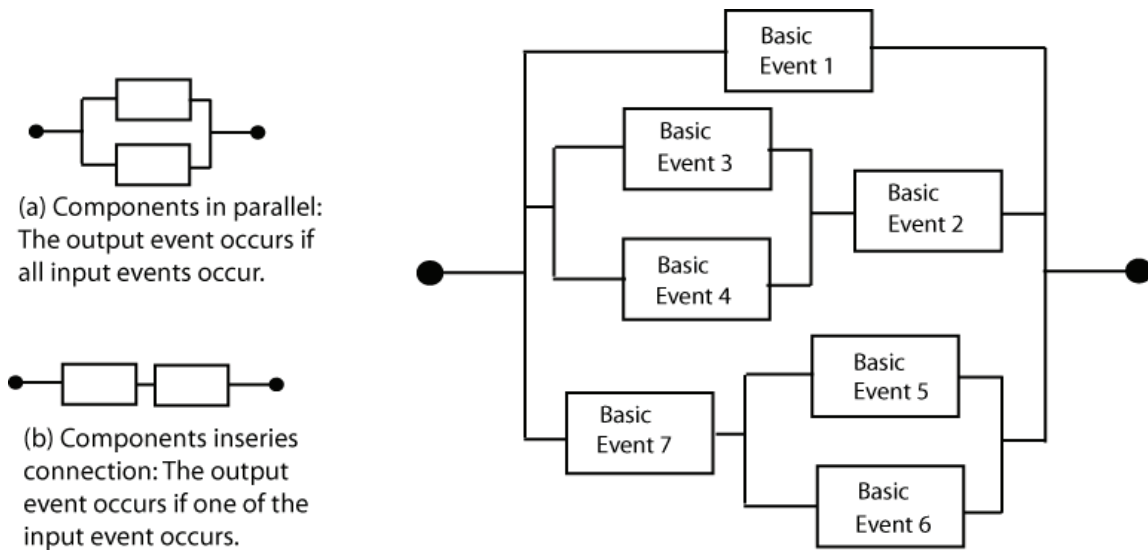 (a) Components in parallel:
The output event occurs if
all input events occur.
(b) Components inseries
connection: The output
event occurs if one of the
input event occurs.
Basic
Event 1
Basic
Event 3
Basic
Event 2
Basic
Event 4
Basic
Event 5
Basic
Event 7
Basic
Event 6